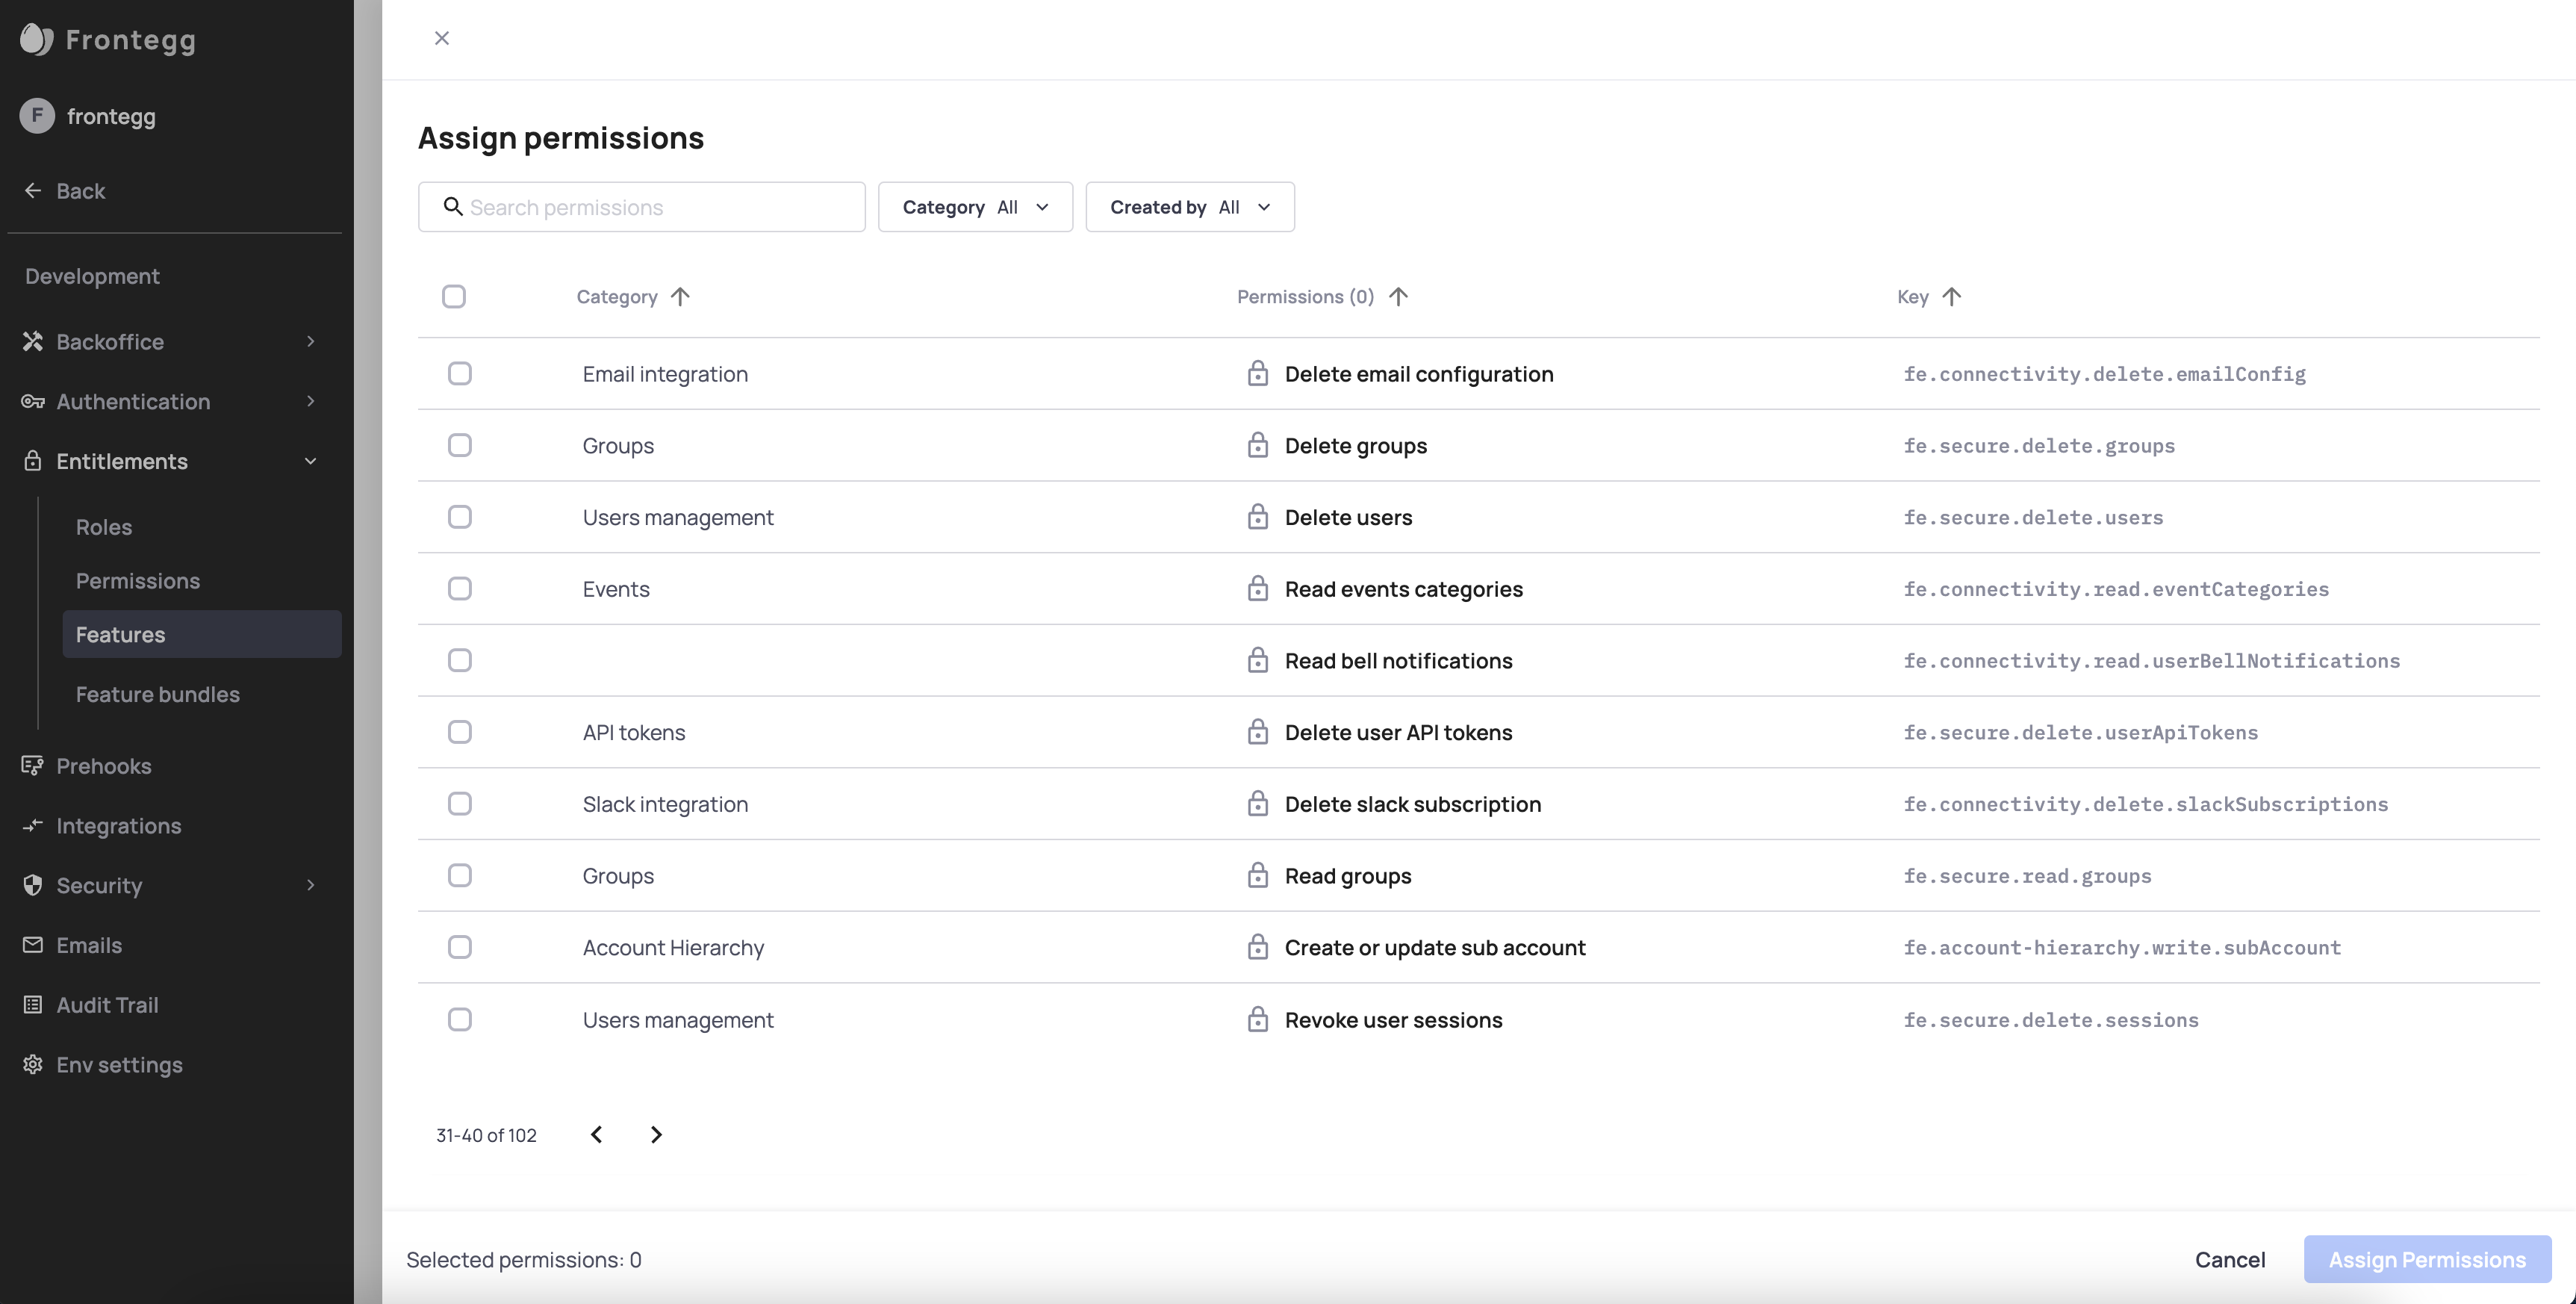 Frontegg
F frontegg
Back
Development
Backoffice
Authentication
Entitlements
Roles
Permissions
Features
Feature bundles
Prehooks
Integrations
Security
Emails
Audit Trail
Env settings
Assign permissions
Search permissions Category All Created by All
Category Permissions (0) Key
Email integration Delete email configuration fe.connectivity.delete.emailConfig
Groups Delete groups fe.secure.delete.groups
Users management Delete users fe.secure.delete.users
Events Read events categories fe.connectivity.read.eventCategories
Read bell notifications fe.connectivity.read.userBellNotifications
API tokens Delete user API tokens fe.secure.delete.userApiTokens
Slack integration Delete slack subscription fe.connectivity.delete.slackSubscriptions
Groups Read groups fe.secure.read.groups
Account Hierarchy Create or update sub account fe.account-hierarchy.write.subAccount
Users management Revoke user sessions fe.secure.delete.sessions
31-40 of 102
Selected permissions: 0 Cancel Assign Permissions